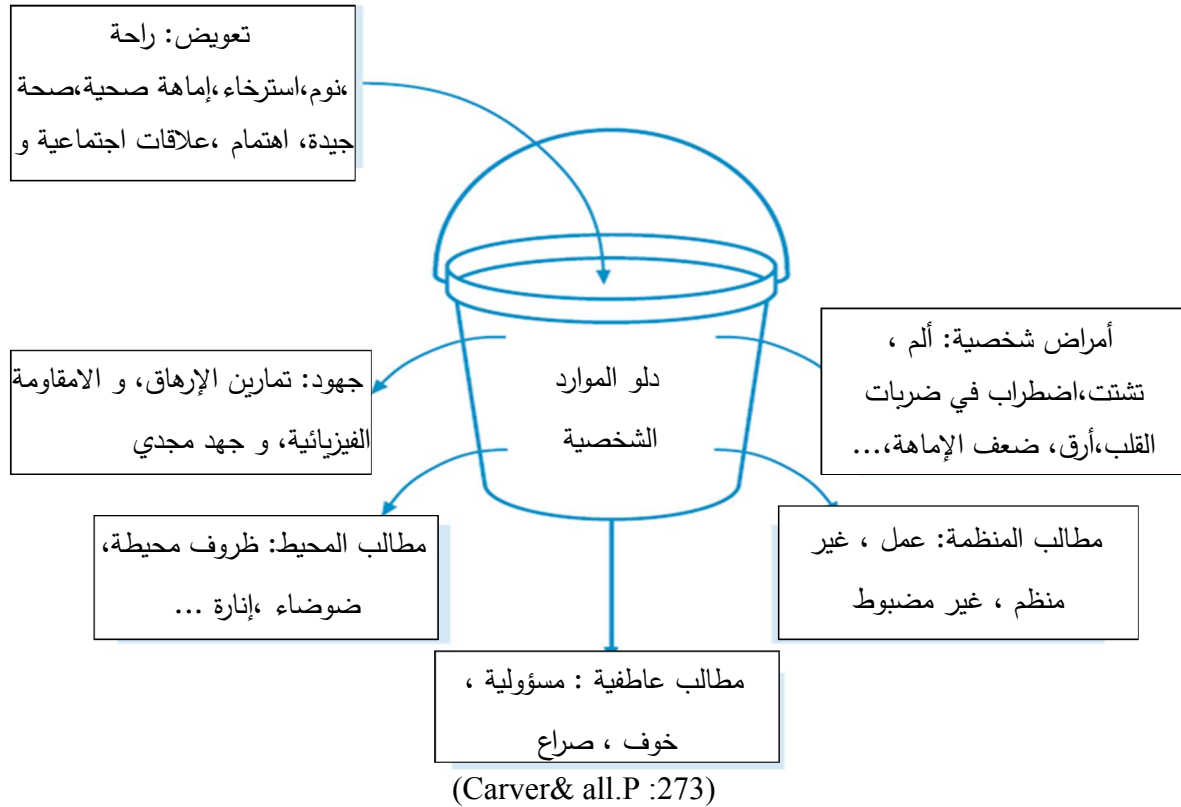 تعويض: راحة
،نوم،استرخاء،إماهة صحية،صحة
جيدة، اهتمام ،علاقات اجتماعية و
أمراض شخصية: ألم ،
تشتت،اضطراب في ضربات
القلب،أرق، ضعف الإماهة،...
دلو الموارد
الشخصية
جهود: تمارين الإرهاق، و الامقاومة
الفيزيائية، و جهد مجدي
مطالب المنظمة: عمل ، غير
منظم ، غير مضبوط
مطالب المحيط: ظروف محيطة،
ضوضاء ،إنارة ...
مطالب عاطفية : مسؤولية ،
خوف ، صراع
(Carver& all.P :273)